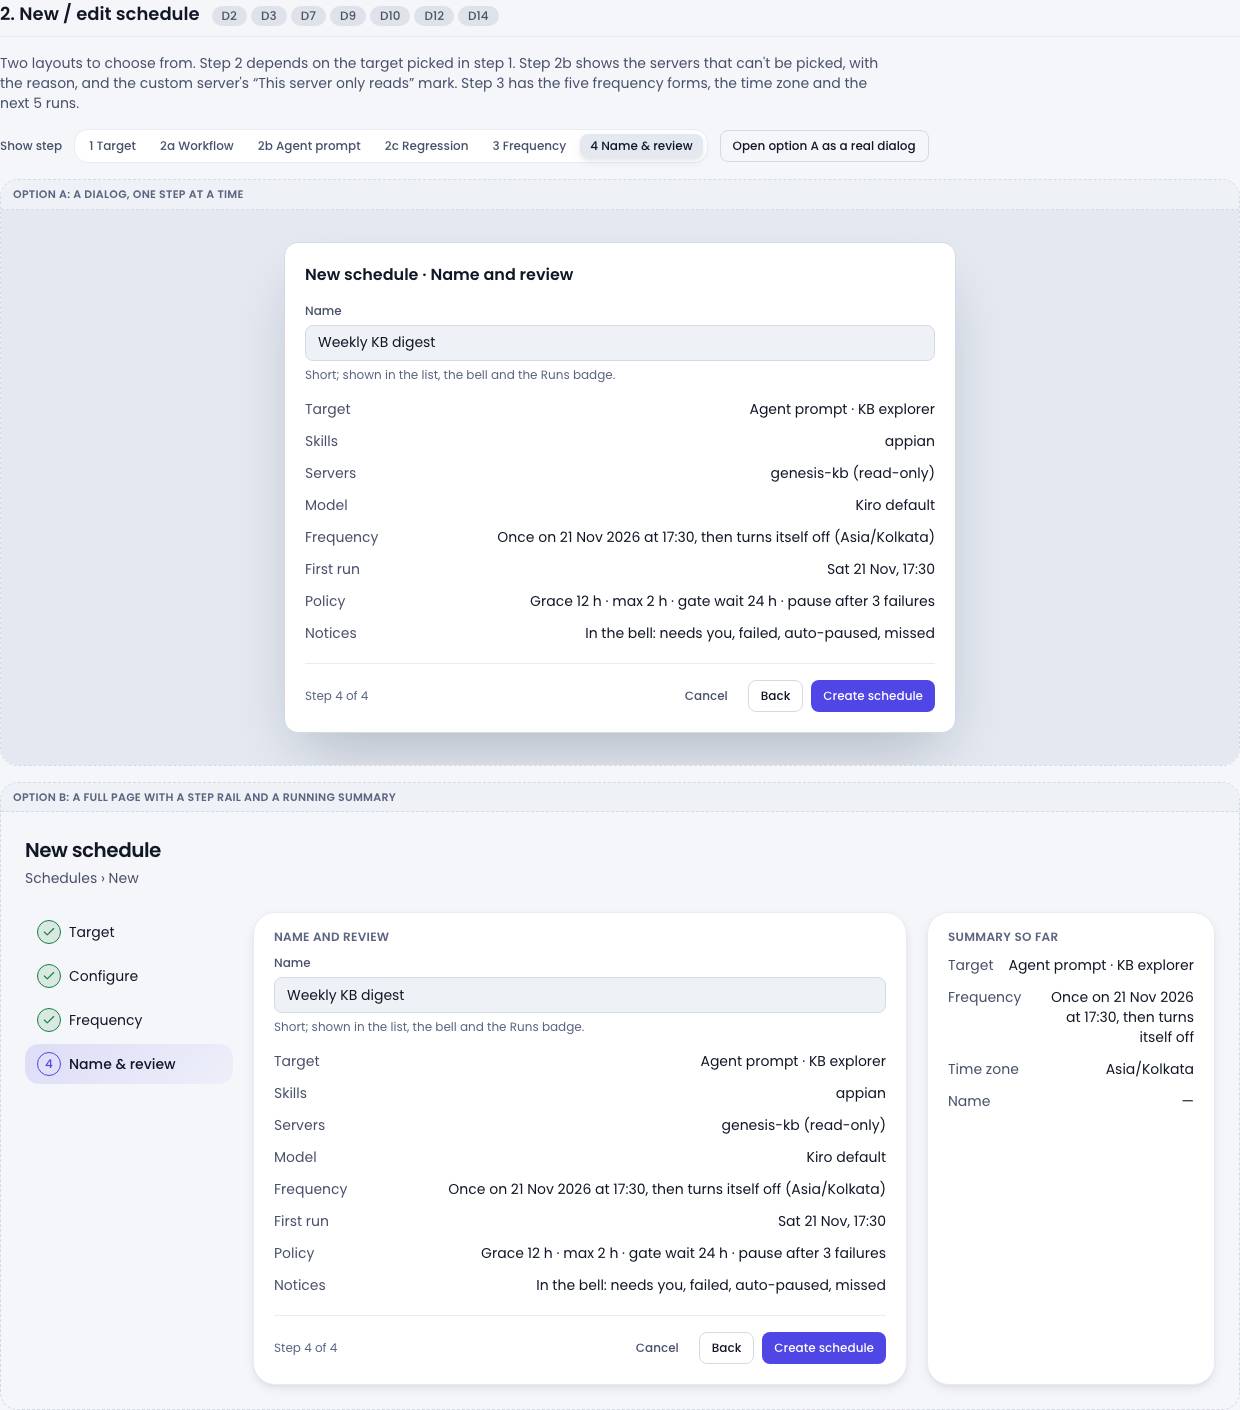 2. New / edit schedule D2 D3 D7 D9 D10 D12 D14
Two layouts to choose from. Step 2 depends on the target picked in step 1. Step 2b shows the servers that can't be picked, with
the reason, and the custom server's “This server only reads” mark. Step 3 has the five frequency forms, the time zone and the
next 5 runs.
Show step 1 Target 2a Workflow 2b Agent prompt 2c Regression 3 Frequency 4 Name & review Open option A as a real dialog
OPTION A: A DIALOG, ONE STEP AT A TIME
New schedule · Name and review
Name
Weekly KB digest
Short; shown in the list, the bell and the Runs badge.
Target Agent prompt · KB explorer
Skills appian
Servers genesis-kb (read-only)
Model Kiro default
Frequency Once on 21 Nov 2026 at 17:30, then turns itself off (Asia/Kolkata)
First run Sat 21 Nov, 17:30
Policy Grace 12 h · max 2 h · gate wait 24 h · pause after 3 failures
Notices In the bell: needs you, failed, auto-paused, missed
Step 4 of 4 Cancel Back Create schedule
OPTION B: A FULL PAGE WITH A STEP RAIL AND A RUNNING SUMMARY
New schedule
Schedules › New
Target
Configure
Frequency
4 Name & review
NAME AND REVIEW
Name
Weekly KB digest
Short; shown in the list, the bell and the Runs badge.
Target Agent prompt · KB explorer
Skills appian
Servers genesis-kb (read-only)
Model Kiro default
Frequency Once on 21 Nov 2026 at 17:30, then turns itself off (Asia/Kolkata)
First run Sat 21 Nov, 17:30
Policy Grace 12 h · max 2 h · gate wait 24 h · pause after 3 failures
Notices In the bell: needs you, failed, auto-paused, missed
Step 4 of 4 Cancel Back Create schedule
SUMMARY SO FAR
Target Agent prompt · KB explorer
Frequency Once on 21 Nov 2026
at 17:30, then turns
itself off
Time zone Asia/Kolkata
Name —